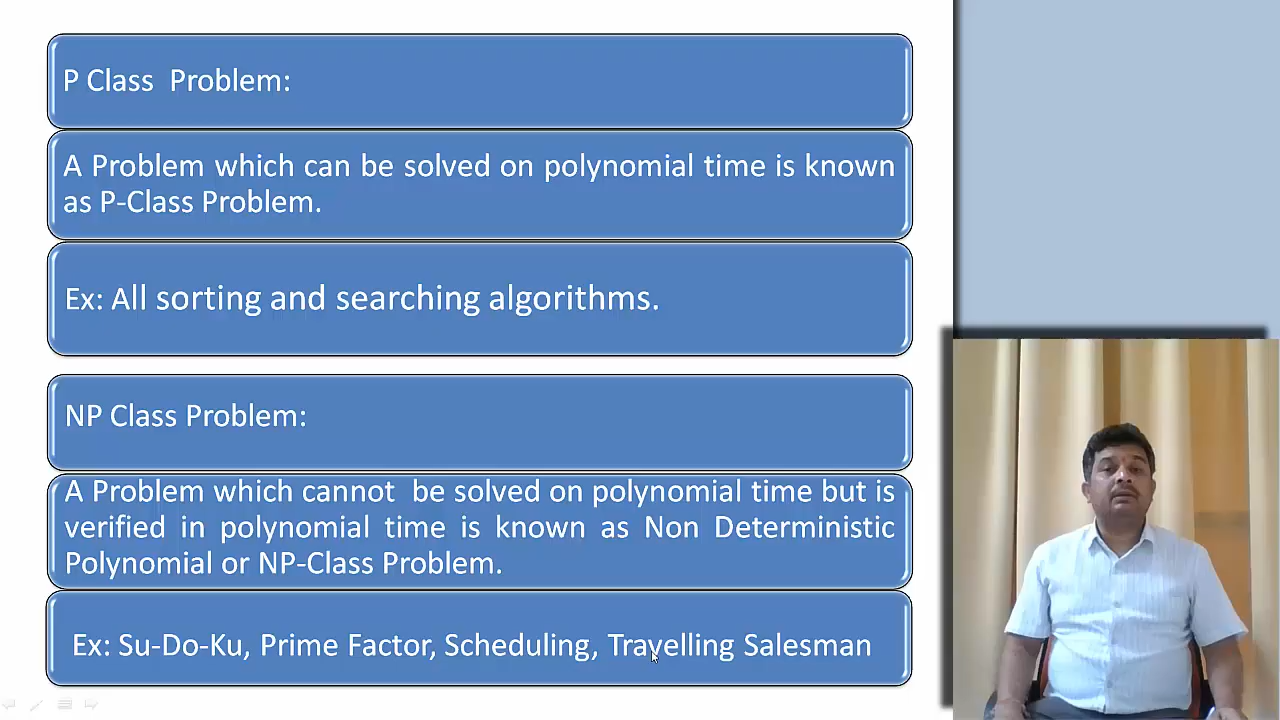 P Class  Problem:
A Problem which can be solved on polynomial time is known
as P-Class Problem.
Ex: All sorting and searching algorithms.
NP Class Problem:
A Problem which cannot  be solved on polynomial time but is
verified in polynomial time is known as Non Deterministic
Polynomial or NP-Class Problem.
Ex: Su-Do-Ku, Prime Factor, Scheduling, Travelling Salesman